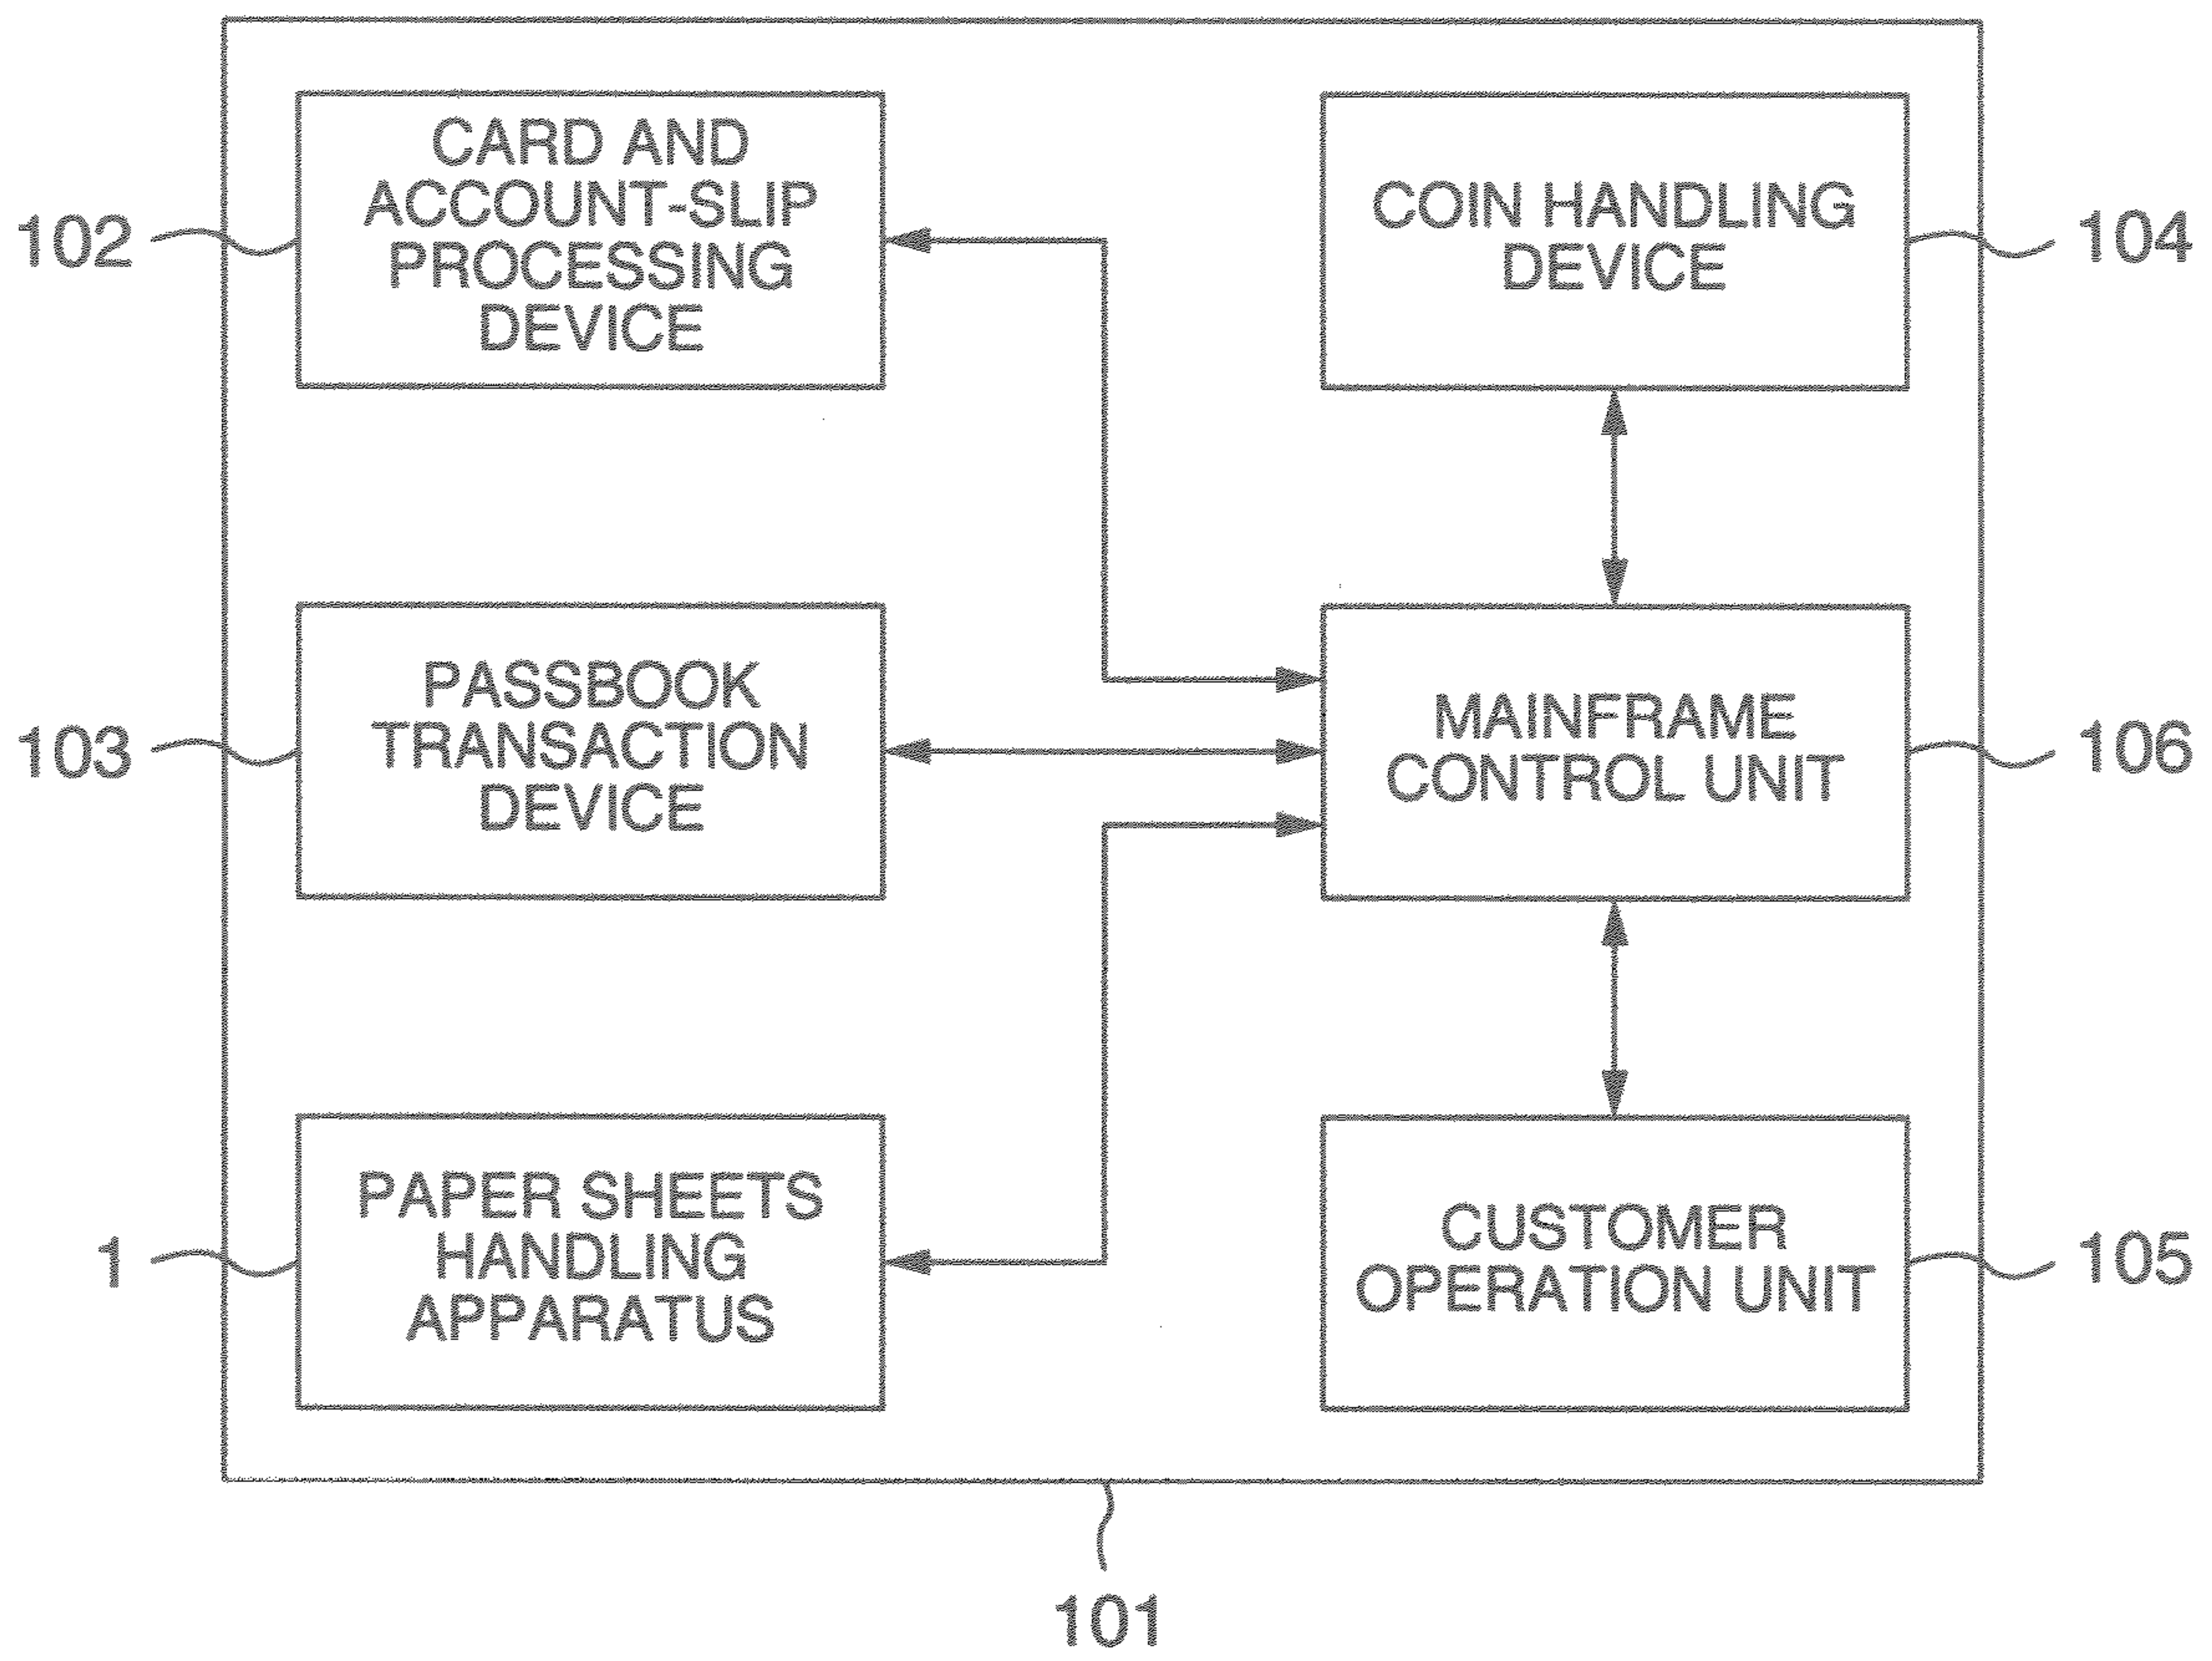 CARD AND
ACCOUNT-SLIP
PROCESSING
DEVICE
102
COIN HANDLING
DEVICE
104
PASSBOOK
TRANSACTION
DEVICE
103
MAINFRAME
CONTROL UNIT
106
PAPER SHEETS
HANDLING
APPARATUS
1
CUSTOMER
OPERATION UNIT
105
101